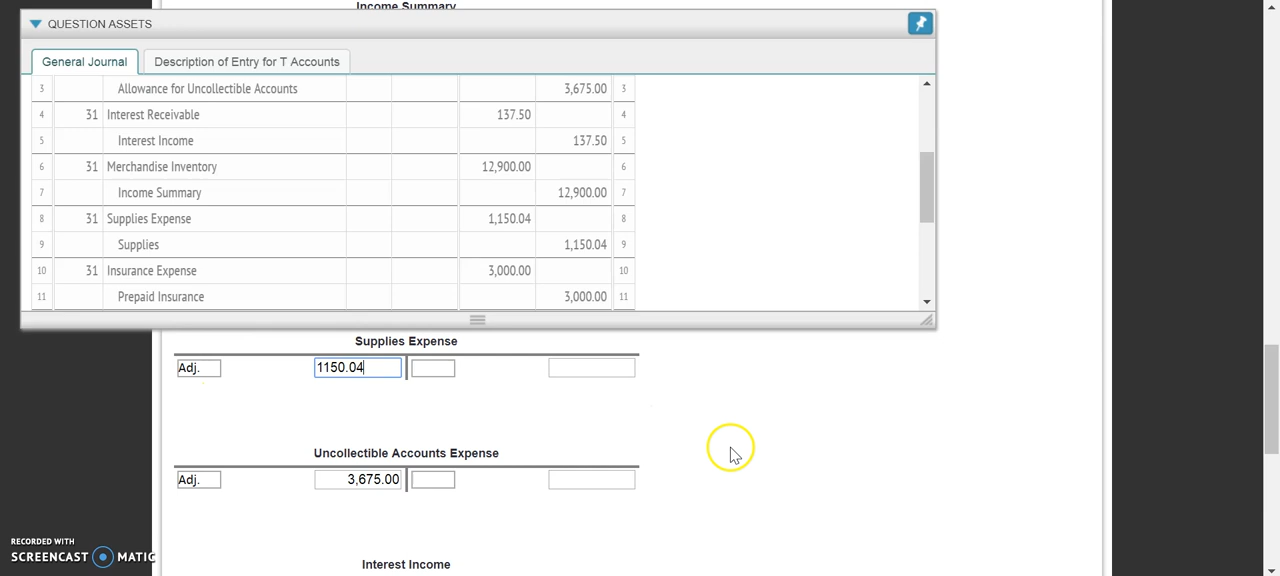 Income Summary
QUESTION ASSETS
General Journal Description of Entry for T Accounts
3 Allowance for Uncollectible Accounts 3,675.00 3
4 31 Interest Receivable 137.50 4
5 Interest Income 137.50 5
6 31 Merchandise Inventory 12,900.00 6
7 Income Summary 12,900.00 7
8 31 Supplies Expense 1,150.04 8
9 Supplies 1,150.04 9
10 31 Insurance Expense 3,000.00 10
11 Prepaid Insurance 3,000.00 11
Supplies Expense
Adj. 1150.04
Uncollectible Accounts Expense
Adj. 3,675.00
Interest Income
RECORDED WITH
SCREENCAST MATIC